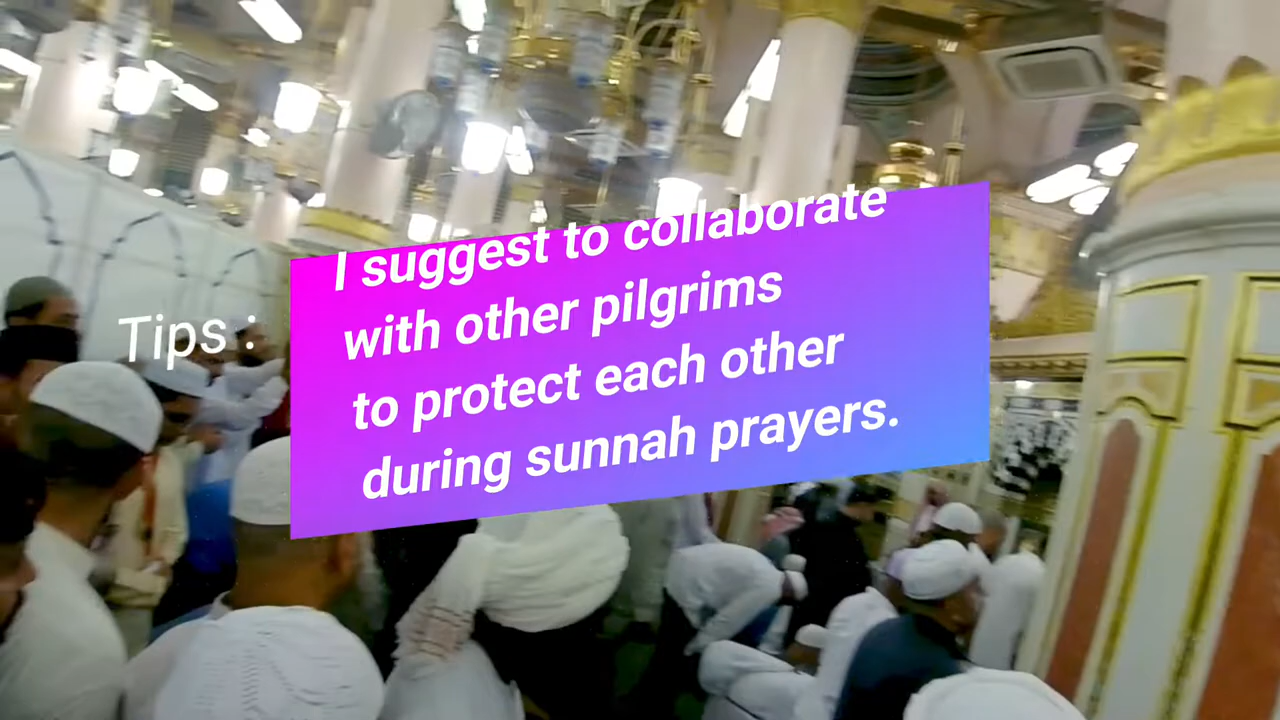 Tips :
I suggest to collaborate
with other pilgrims
to protect each other
during sunnah prayers.